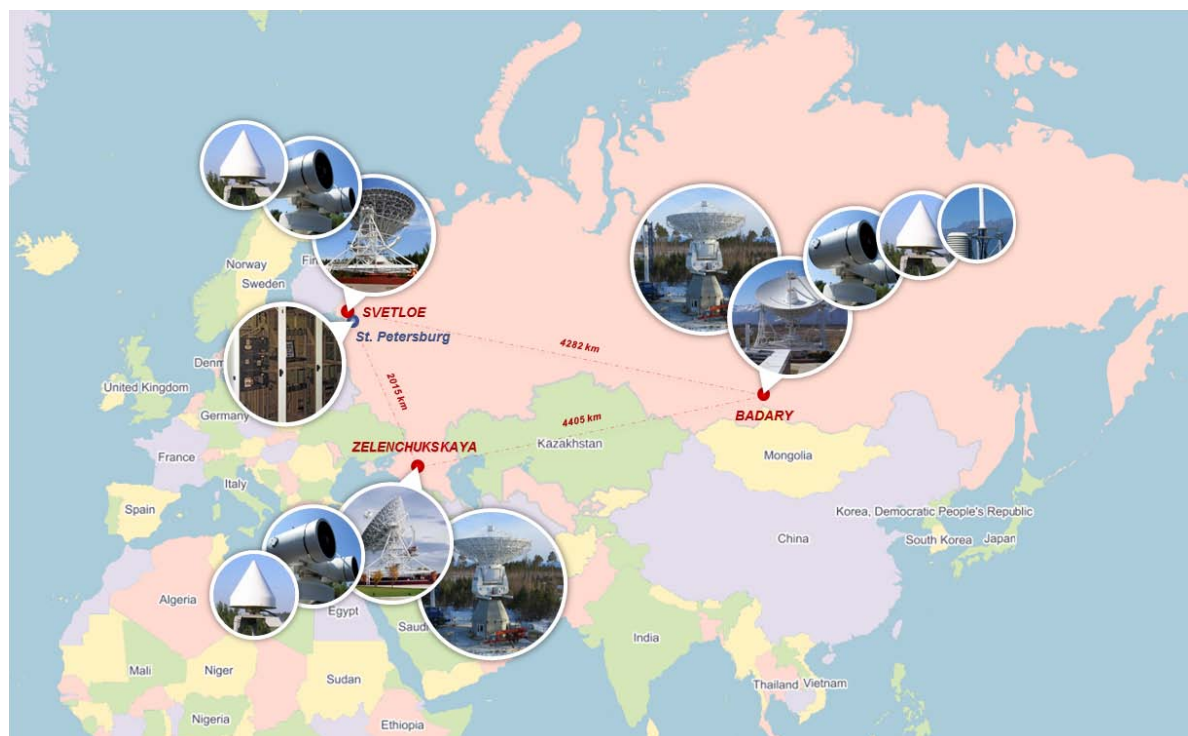 Norway
Fin
Sweden
SVETLOE
St. Petersburg
4282 km
Denm
2015 km
United Kingdom
BADARY
Germany
4405 km
Kazakhstan
ZELENCHUKSKAYA
France
Mongolia
Italy
Spain
Korea, Democratic People's Republic
China
South Korea
Japan
Algeria
Egypt
Saudi
India
Mali
Niger
Sudan
Thailand
Vietnam
Nigeria
Ethiopia